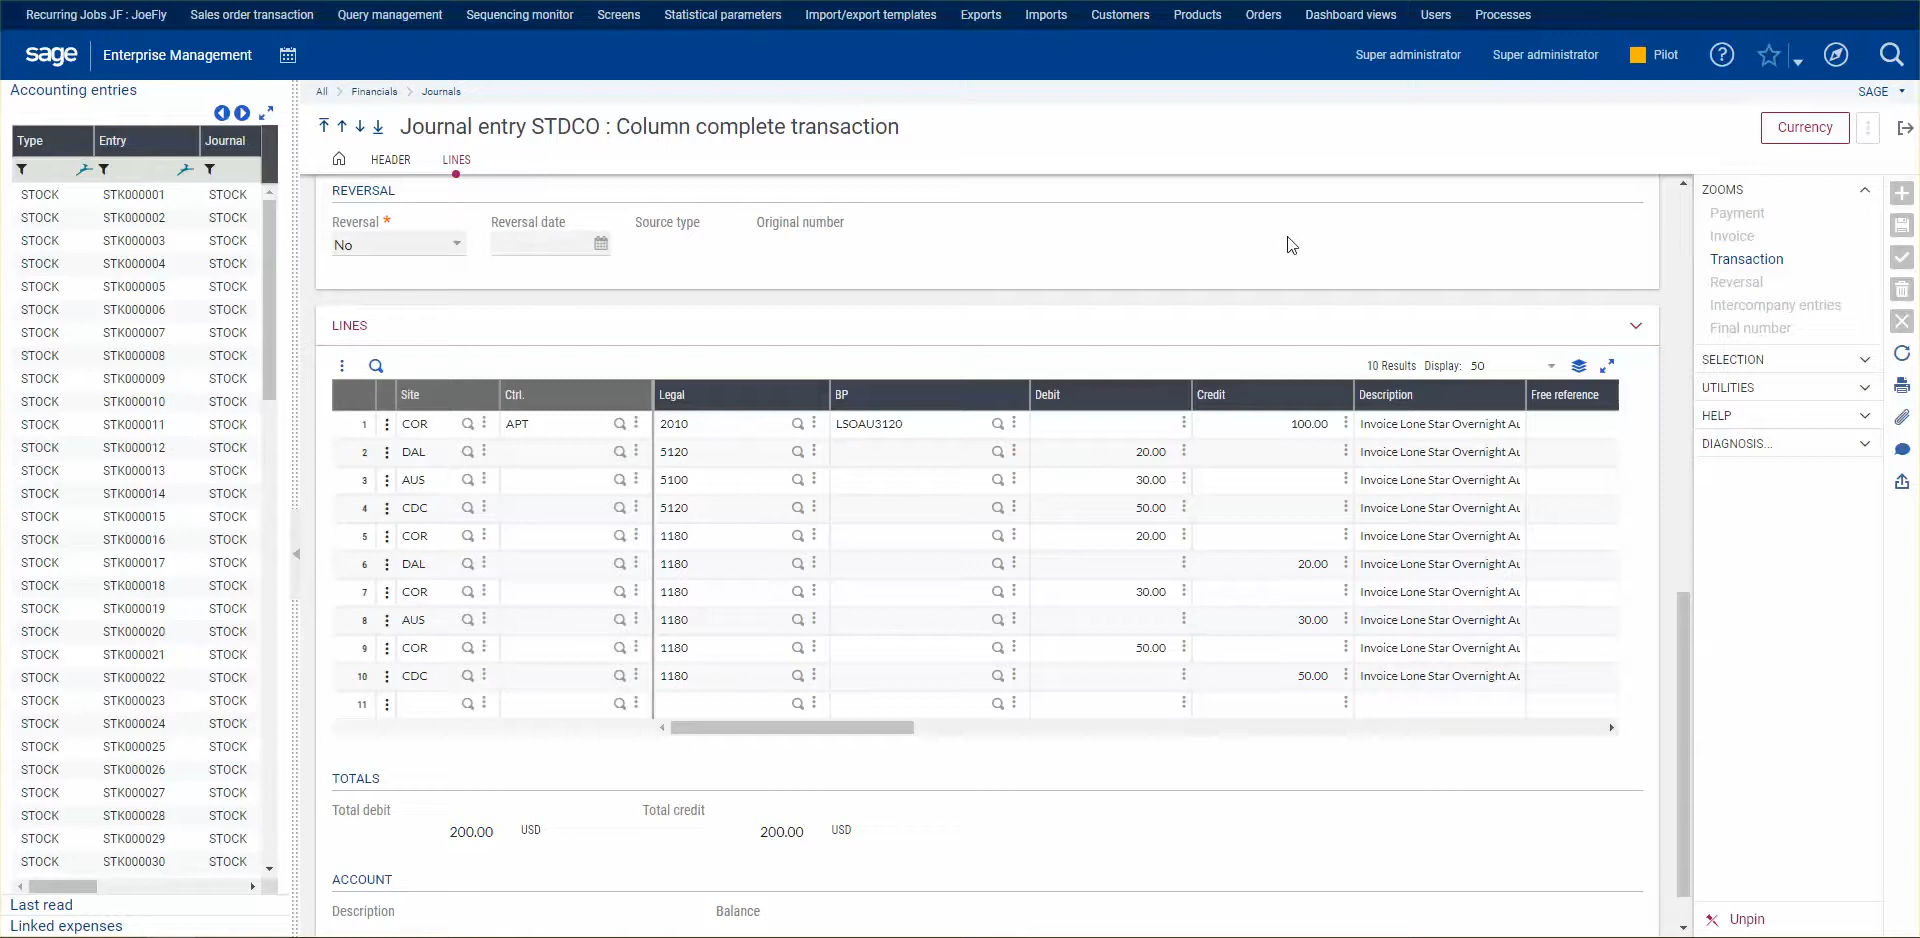 Recurring Jobs JF : JoeFly Sales order transaction Query management Sequencing monitor Screens Statistical parameters Import/export templates Exports Imports Customers Products Orders Dashboard views Users Processes
sage Enterprise Management Super administrator Super administrator Pilot ?
Accounting entries
All > Financials > Journals SAGE
Journal entry STDCO : Column complete transaction Currency
HEADER LINES
Type Entry Journal
STOCK STK000001 STOCK
STOCK STK000002 STOCK
STOCK STK000003 STOCK
STOCK STK000004 STOCK
STOCK STK000005 STOCK
STOCK STK000006 STOCK
STOCK STK000007 STOCK
STOCK STK000008 STOCK
STOCK STK000009 STOCK
STOCK STK000010 STOCK
STOCK STK000011 STOCK
STOCK STK000012 STOCK
STOCK STK000013 STOCK
STOCK STK000014 STOCK
STOCK STK000015 STOCK
STOCK STK000016 STOCK
STOCK STK000017 STOCK
STOCK STK000018 STOCK
STOCK STK000019 STOCK
STOCK STK000020 STOCK
STOCK STK000021 STOCK
STOCK STK000022 STOCK
STOCK STK000023 STOCK
STOCK STK000024 STOCK
STOCK STK000025 STOCK
STOCK STK000026 STOCK
STOCK STK000027 STOCK
STOCK STK000028 STOCK
STOCK STK000029 STOCK
STOCK STK000030 STOCK
Last read
Linked expenses
REVERSAL
Reversal * Reversal date Source type Original number
No
LINES
10 Results Display: 50
Site Ctrl. Legal BP Debit Credit Description Free reference
1 COR APT 2010 LSOAU3120 100.00 Invoice Lone Star Overnight Au
2 DAL 5120 20.00 Invoice Lone Star Overnight Au
3 AUS 5100 30.00 Invoice Lone Star Overnight Au
4 CDC 5120 50.00 Invoice Lone Star Overnight Au
5 COR 1180 20.00 Invoice Lone Star Overnight Au
6 DAL 1180 20.00 Invoice Lone Star Overnight Au
7 COR 1180 30.00 Invoice Lone Star Overnight Au
8 AUS 1180 30.00 Invoice Lone Star Overnight Au
9 COR 1180 50.00 Invoice Lone Star Overnight Au
10 CDC 1180 50.00 Invoice Lone Star Overnight Au
11
TOTALS
Total debit Total credit
200.00 USD 200.00 USD
ACCOUNT
Description Balance
ZOOMS
Payment
Invoice
Transaction
Reversal
Intercompany entries
Final number
SELECTION
UTILITIES
HELP
DIAGNOSIS...
Unpin